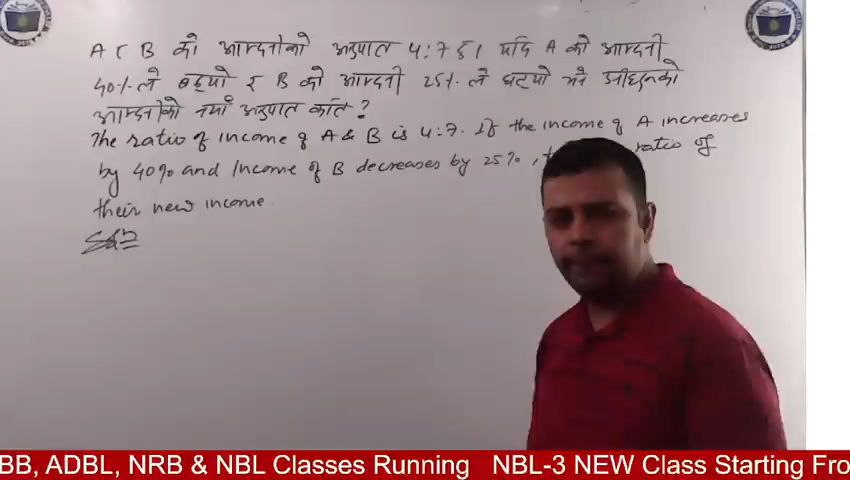 A र B को आम्दानीको अनुपात 4:7 छ। यदि A को आम्दानी
40% ले बढ्यो र B को आम्दानी 25% ले घट्यो भने उनीहरुको
आम्दानीको नयाँ अनुपात कति?
The ratio of income of A & B is 4:7. If the income of A increases
by 40% and Income of B decreases by 25%, ratio of
their new income.
Solⁿ
BB, ADBL, NRB & NBL Classes Running NBL-3 NEW Class Starting Fro